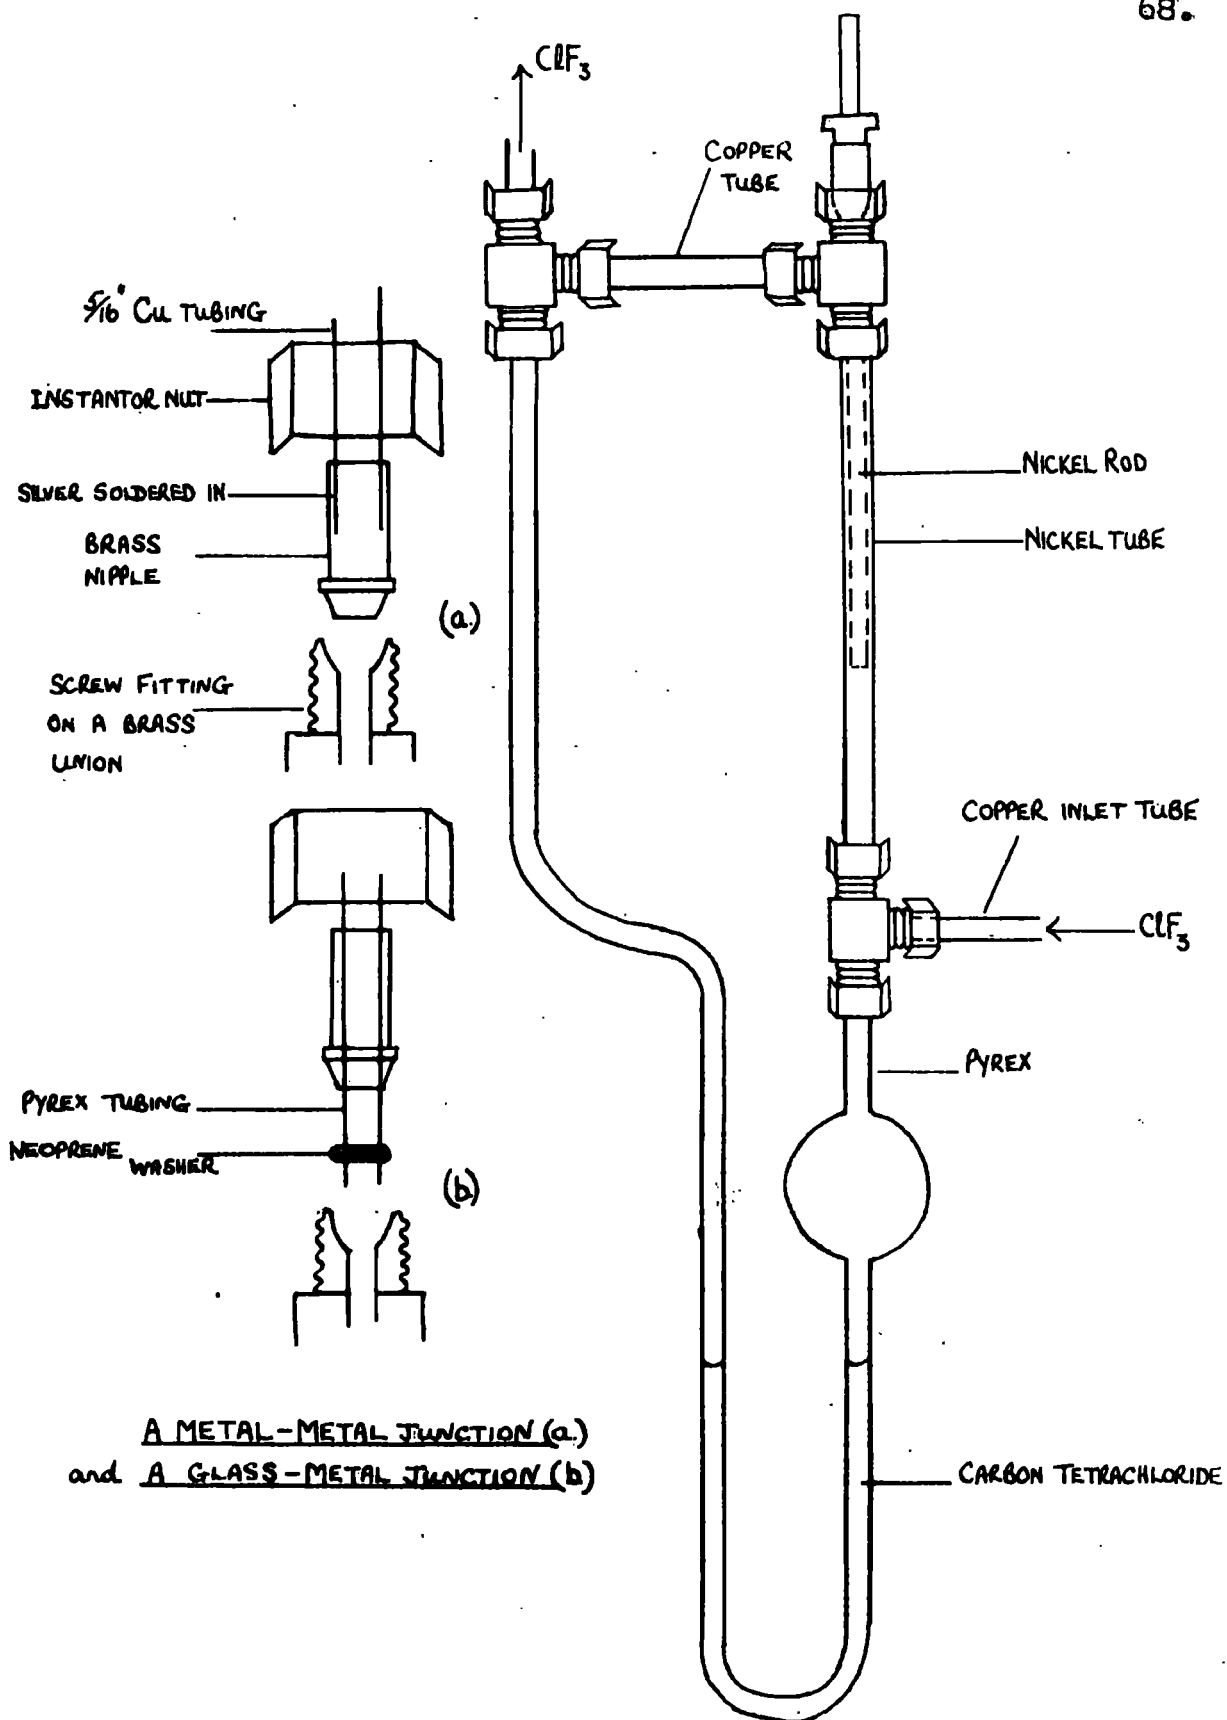 68.
ClF₃
COPPER
TUBE
5/16" Cu TUBING
INSTANTOR NUT
SILVER SOLDERED IN
BRASS
NIPPLE
(a.)
SCREW FITTING
ON A BRASS
UNION
NICKEL ROD
NICKEL TUBE
COPPER INLET TUBE
ClF₃
PYREX
PYREX TUBING
NEOPRENE WASHER
(b)
A METAL-METAL JUNCTION (a.)
and A GLASS-METAL JUNCTION (b)
CARBON TETRACHLORIDE